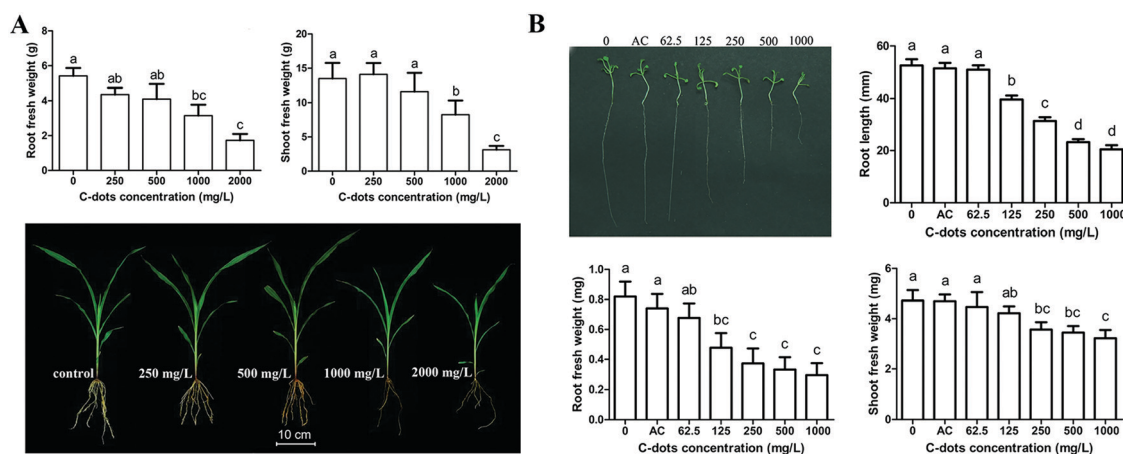 A
Root fresh weight (g)
8
6
4
2
0
a
ab
ab
bc
c
0 250 500 1000 2000
C-dots concentration (mg/L)
Shoot fresh weight (g)
20
15
10
5
0
a
a
a
b
c
0 250 500 1000 2000
C-dots concentration (mg/L)
control 250 mg/L 500 mg/L 1000 mg/L 2000 mg/L
10 cm
B
0 AC 62.5 125 250 500 1000
Root length (mm)
60
40
20
0
a
a
a
b
c
d
d
0 AC 62.5 125 250 500 1000
C-dots concentration (mg/L)
Root fresh weight (mg)
1.0
0.8
0.6
0.4
0.2
0.0
a
a
ab
bc
c
c
c
0 AC 62.5 125 250 500 1000
C-dots concentration (mg/L)
Shoot fresh weight (mg)
6
4
2
0
a
a
a
ab
bc
bc
c
0 AC 62.5 125 250 500 1000
C-dots concentration (mg/L)